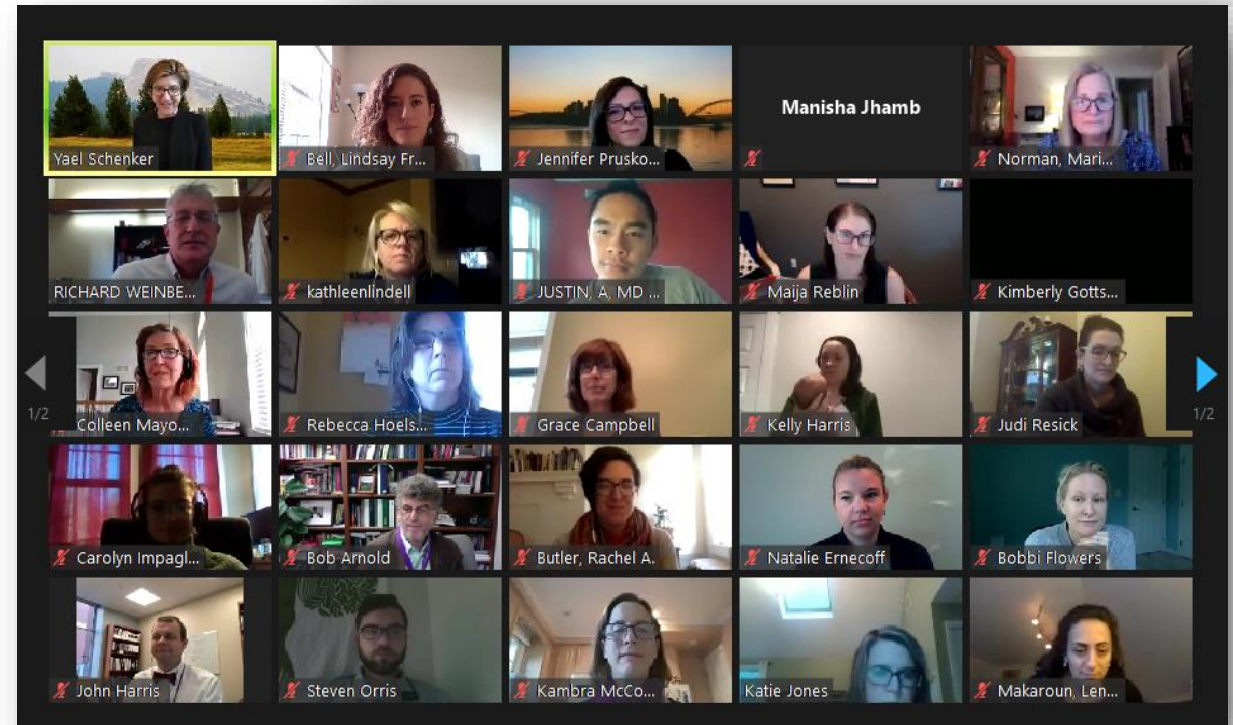 Yael Schenker
Bell, Lindsay Fr...
Jennifer Prusko...
Manisha Jhamb
Norman, Mari...
RICHARD WEINBE...
kathleenlindell
JUSTIN, A, MD ...
Maija Reblin
Kimberly Gotts...
1/2
Colleen Mayo...
Rebecca Hoels...
Grace Campbell
Kelly Harris
Judi Resick
1/2
Carolyn Impagl...
Bob Arnold
Butler, Rachel A.
Natalie Ernecoff
Bobbi Flowers
John Harris
Steven Orris
Kambra McCo...
Katie Jones
Makaroun, Len...